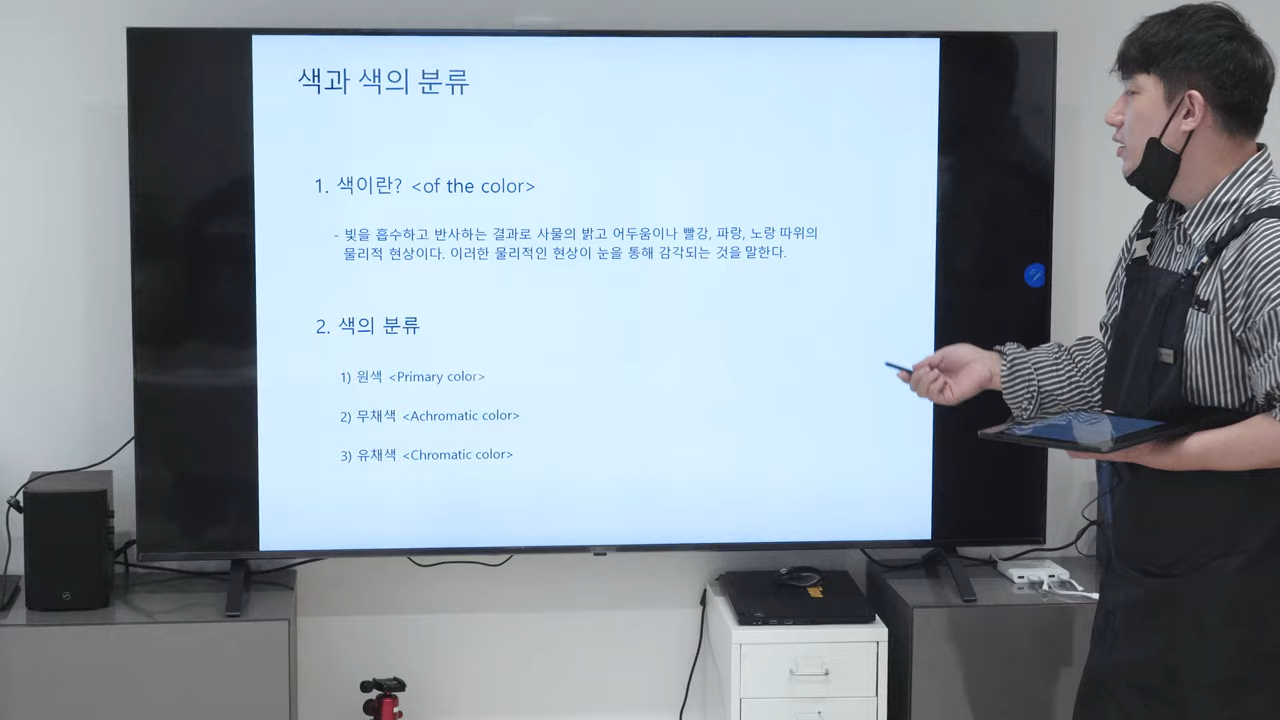 색과 색의 분류
1. 색이란? <of the color>
- 빛을 흡수하고 반사하는 결과로 사물의 밝고 어두움이나 빨강, 파랑, 노랑 따위의
물리적 현상이다. 이러한 물리적인 현상이 눈을 통해 감각되는 것을 말한다.
2. 색의 분류
1) 원색 <Primary color>
2) 무채색 <Achromatic color>
3) 유채색 <Chromatic color>